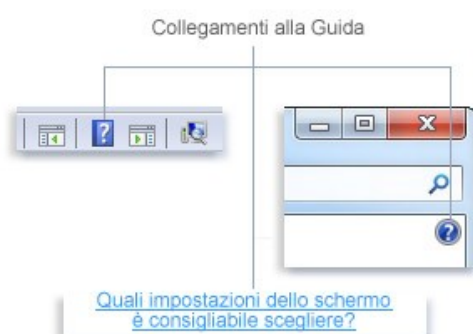 Collegamenti alla Guida
?
X
?
Quali impostazioni dello schermo
è consigliabile scegliere?